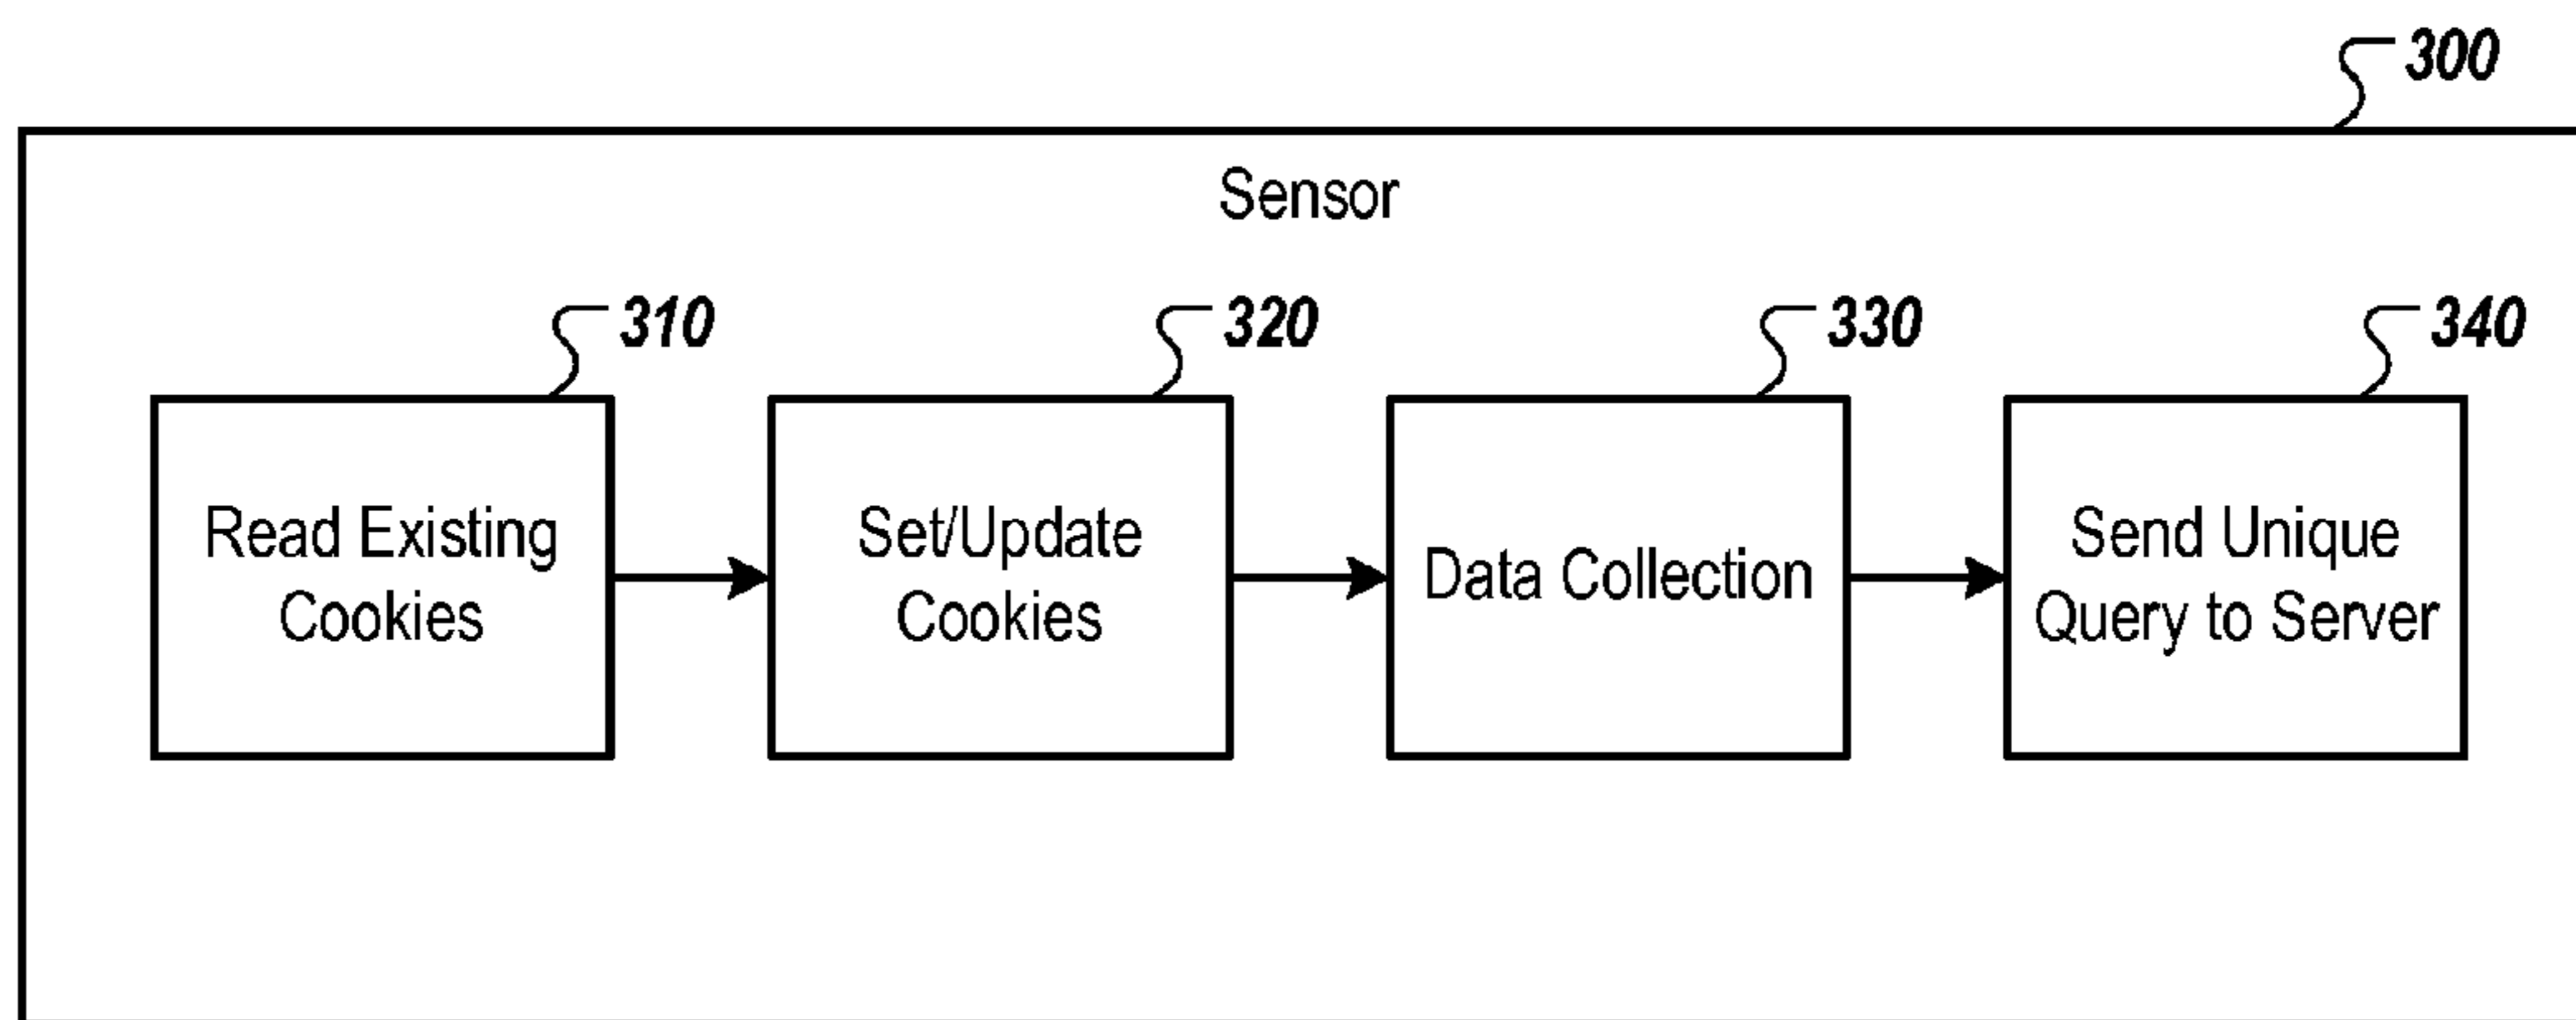 300
Sensor
310
320
330
340
Read Existing
Cookies
Set/Update
Cookies
Data Collection
Send Unique
Query to Server